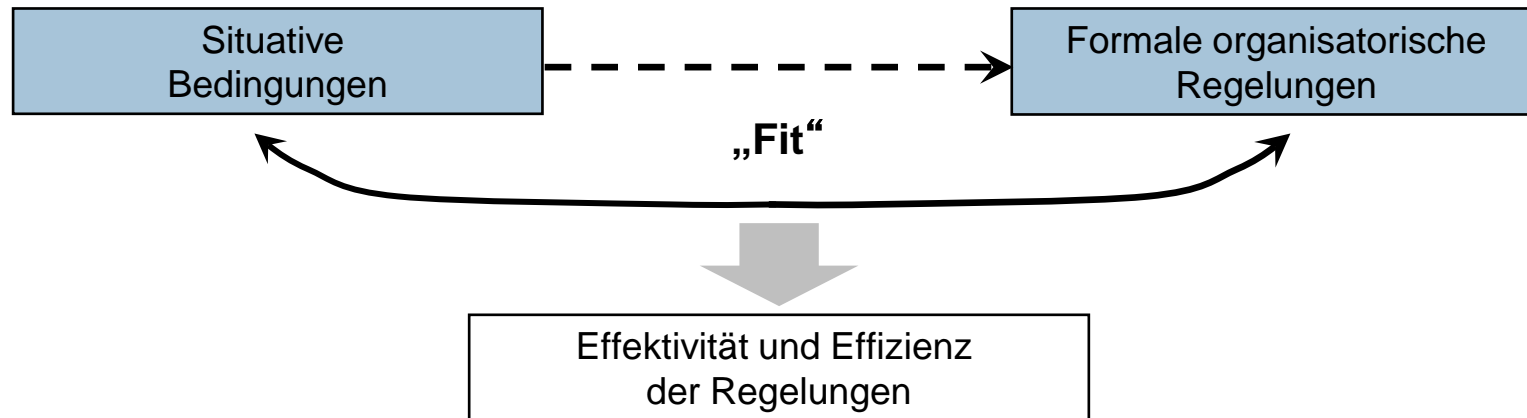 Situative
Bedingungen
Formale organisatorische
Regelungen
„Fit“
Effektivität und Effizienz
der Regelungen